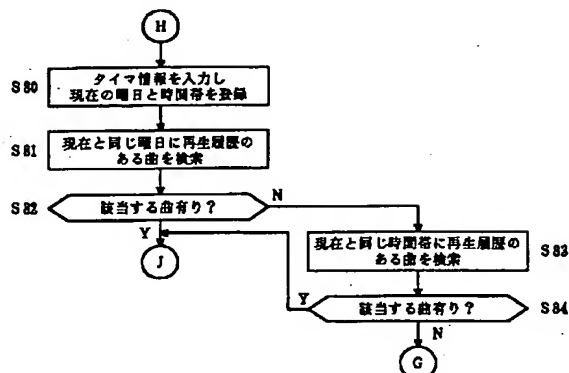 H
S80
タイマ情報を入力し
現在の曜日と時間帯を登録
S81
現在と同じ曜日に再生履歴の
ある曲を検索
S82
該当する曲有り?
N
Y
J
現在と同じ時間帯に再生履歴の
ある曲を検索
S83
Y
該当する曲有り?
S84
N
G